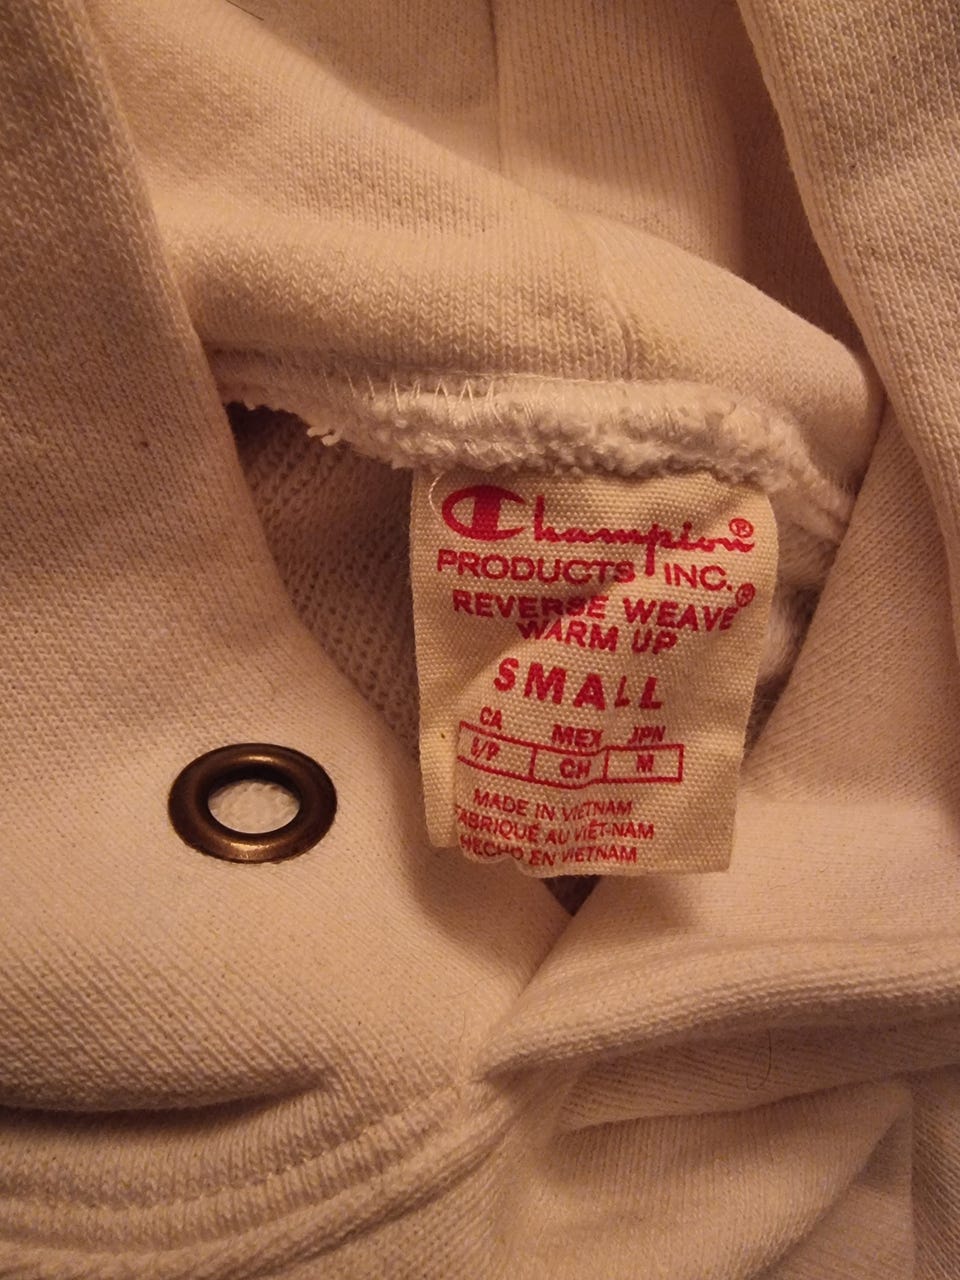 Champion®
PRODUCTS INC.
REVERSE WEAVE®
WARM UP
SMALL
CA MEX JPN
S/P CH M
MADE IN VIETNAM
FABRIQUÉ AU VIÊT-NAM
HECHO EN VIETNAM